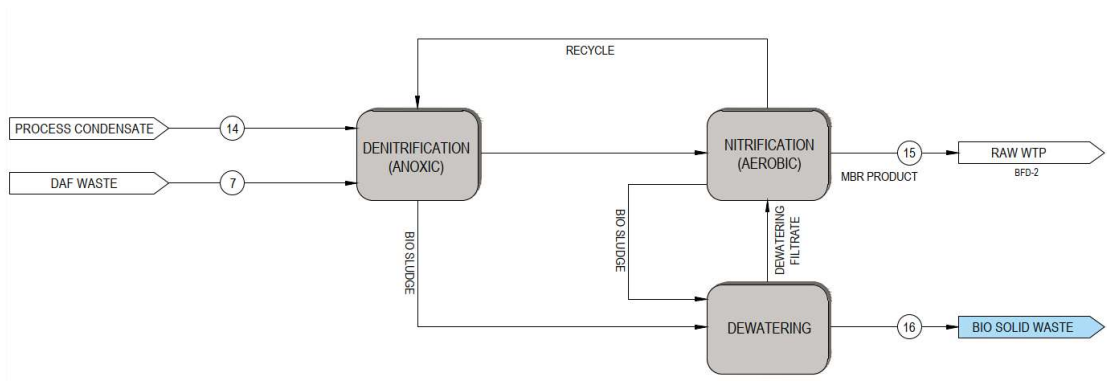 RECYCLE
PROCESS CONDENSATE
14
DENITRIFICATION
(ANOXIC)
NITRIFICATION
(AEROBIC)
15
RAW WTP
MBR PRODUCT
BFD-2
DAF WASTE
7
BIO SLUDGE
BIO SLUDGE
DEWATERING
FILTRATE
DEWATERING
16
BIO SOLID WASTE